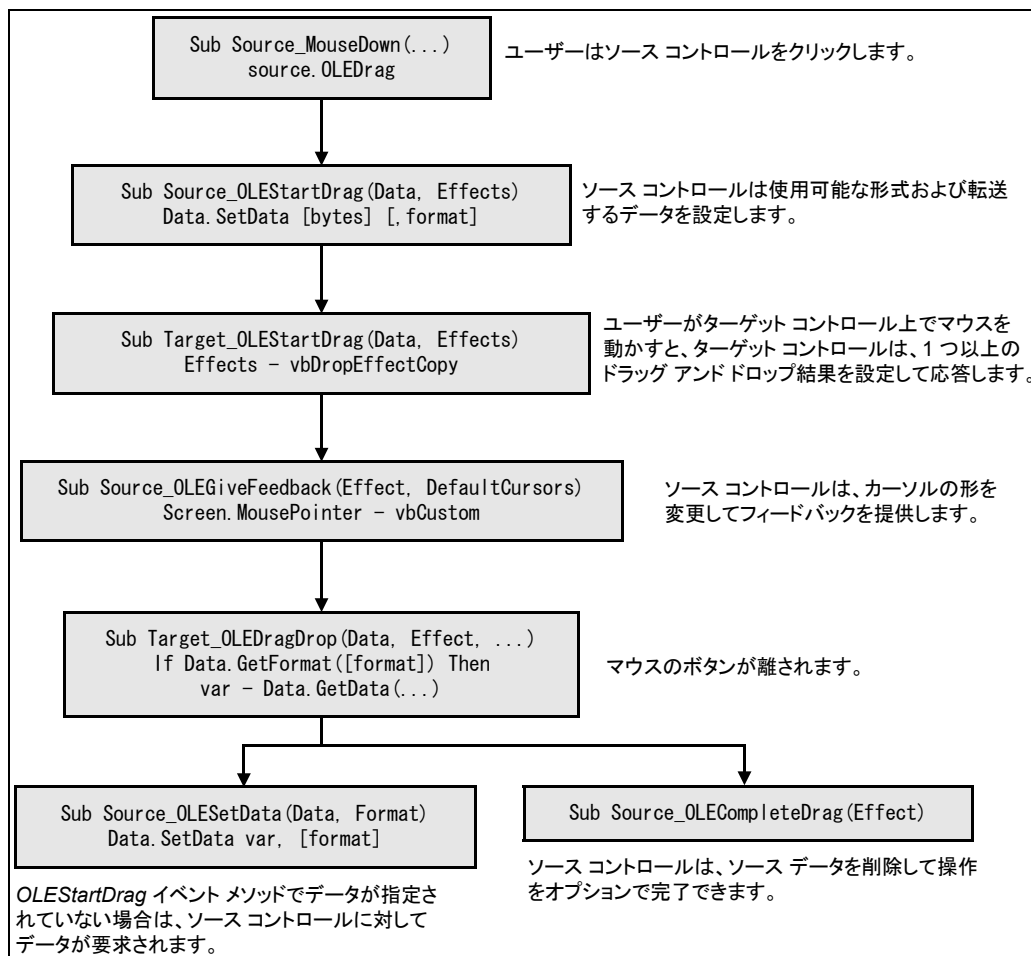 Sub Source_MouseDown(...)
source.OLEDrag
ユーザーはソース コントロールをクリックします。
Sub Source_OLEStartDrag(Data, Effects)
Data.SetData [bytes] [,format]
ソース コントロールは使用可能な形式および転送
するデータを設定します。
Sub Target_OLEStartDrag(Data, Effects)
Effects − vbDropEffectCopy
ユーザーがターゲット コントロール上でマウスを
動かすと、ターゲット コントロールは、1 つ以上の
ドラッグ アンド ドロップ結果を設定して応答します。
Sub Source_OLEGiveFeedback(Effect, DefaultCursors)
Screen.MousePointer − vbCustom
ソース コントロールは、カーソルの形を
変更してフィードバックを提供します。
Sub Target_OLEDragDrop(Data, Effect, ...)
If Data.GetFormat([format]) Then
var − Data.GetData(...)
マウスのボタンが離されます。
Sub Source_OLESetData(Data, Format)
Data.SetData var, [format]
Sub Source_OLECompleteDrag(Effect)
OLEStartDrag イベント メソッドでデータが指定さ
れていない場合は、ソース コントロールに対して
データが要求されます。
ソース コントロールは、ソース データを削除して操作
をオプションで完了できます。